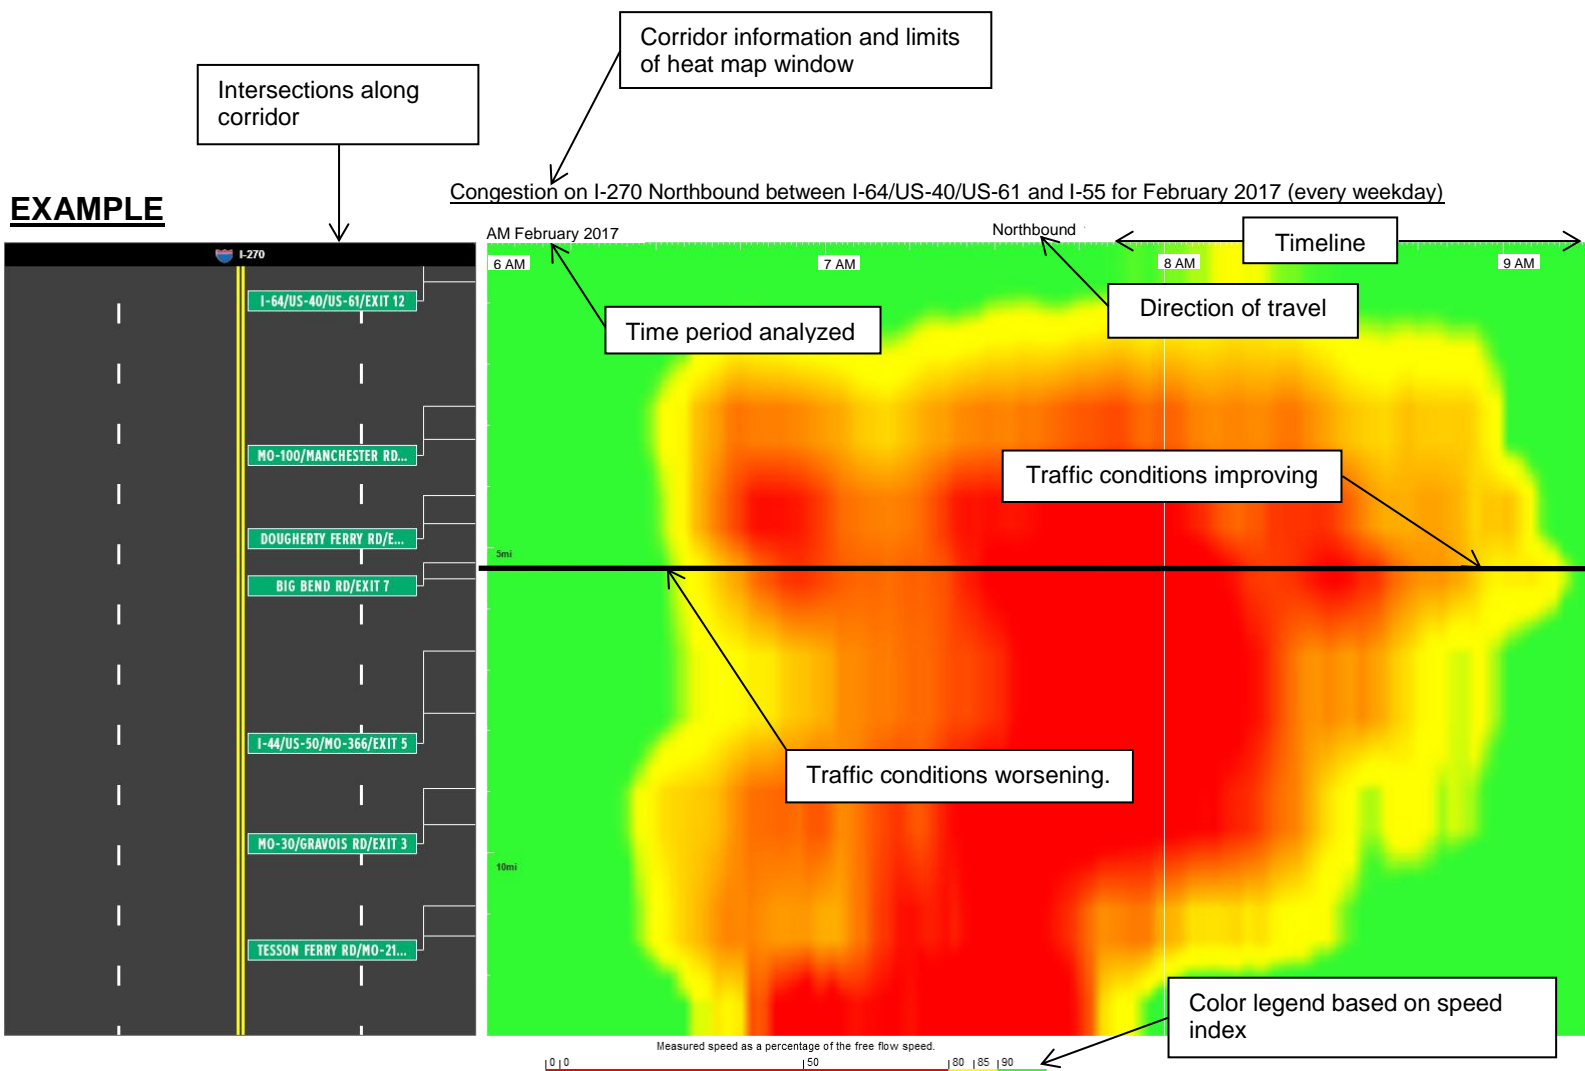 Corridor information and limits
of heat map window
Intersections along
corridor
EXAMPLE
Congestion on I-270 Northbound between I-64/US-40/US-61 and I-55 for February 2017 (every weekday)
AM February 2017
Northbound
Timeline
I-270
6 AM
7 AM
8 AM
9 AM
I-64/US-40/US-61/EXIT 12
Time period analyzed
Direction of travel
MO-100/MANCHESTER RD...
Traffic conditions improving
DOUGHERTY FERRY RD/E...
5mi
BIG BEND RD/EXIT 7
I-44/US-50/MO-366/EXIT 5
Traffic conditions worsening.
MO-30/GRAVOIS RD/EXIT 3
10mi
TESSON FERRY RD/MO-21...
Color legend based on speed
index
Measured speed as a percentage of the free flow speed.
0 0 50 80 85 90